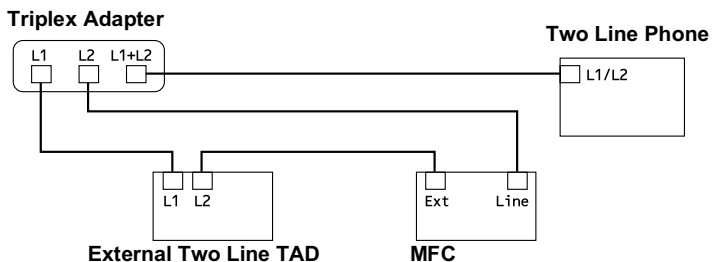 Triplex Adapter
Two Line Phone
L1 L2 L1+L2
L1/L2
L1 L2
Ext Line
External Two Line TAD
MFC